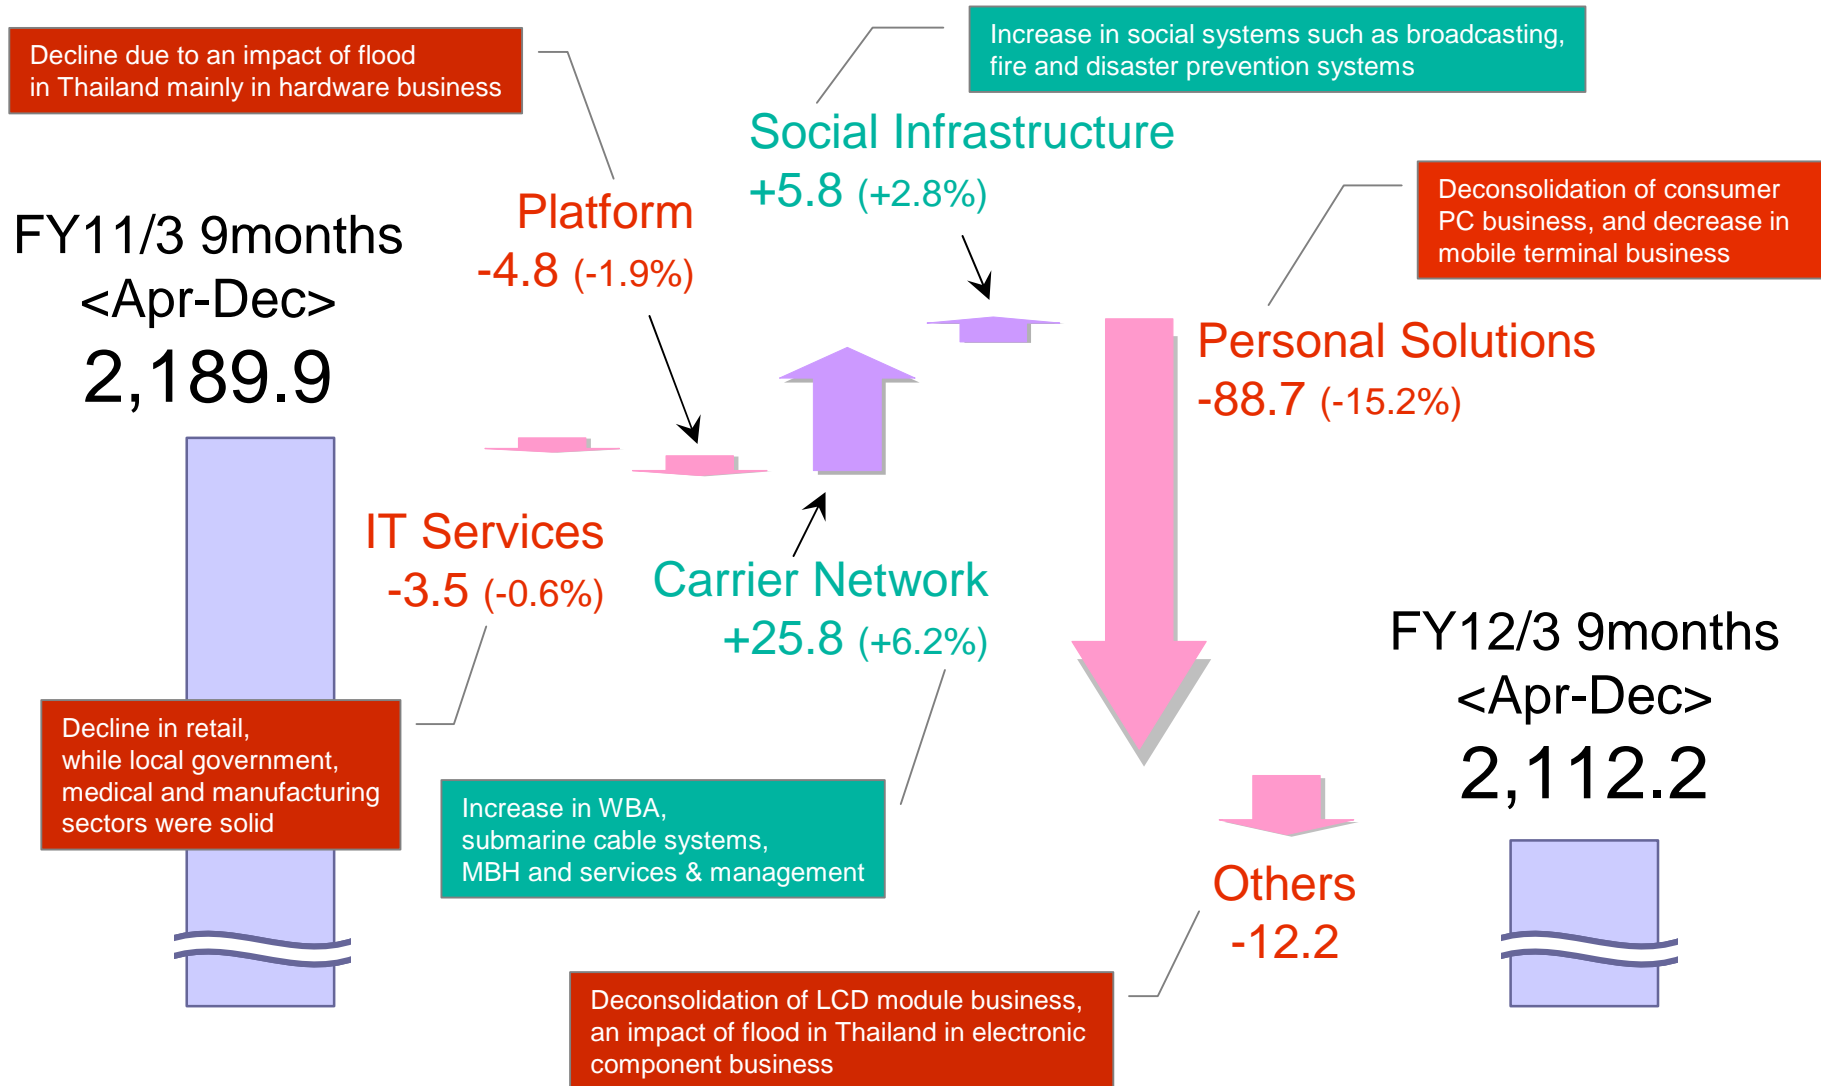 Decline due to an impact of flood
in Thailand mainly in hardware business
Increase in social systems such as broadcasting,
fire and disaster prevention systems
Social Infrastructure
+5.8 (+2.8%)
Platform
-4.8 (-1.9%)
Deconsolidation of consumer
PC business, and decrease in
mobile terminal business
FY11/3 9months
<Apr-Dec>
2,189.9
Personal Solutions
-88.7 (-15.2%)
IT Services
-3.5 (-0.6%)
Carrier Network
+25.8 (+6.2%)
FY12/3 9months
<Apr-Dec>
2,112.2
Decline in retail,
while local government,
medical and manufacturing
sectors were solid
Increase in WBA,
submarine cable systems,
MBH and services & management
Others
-12.2
Deconsolidation of LCD module business,
an impact of flood in Thailand in electronic
component business